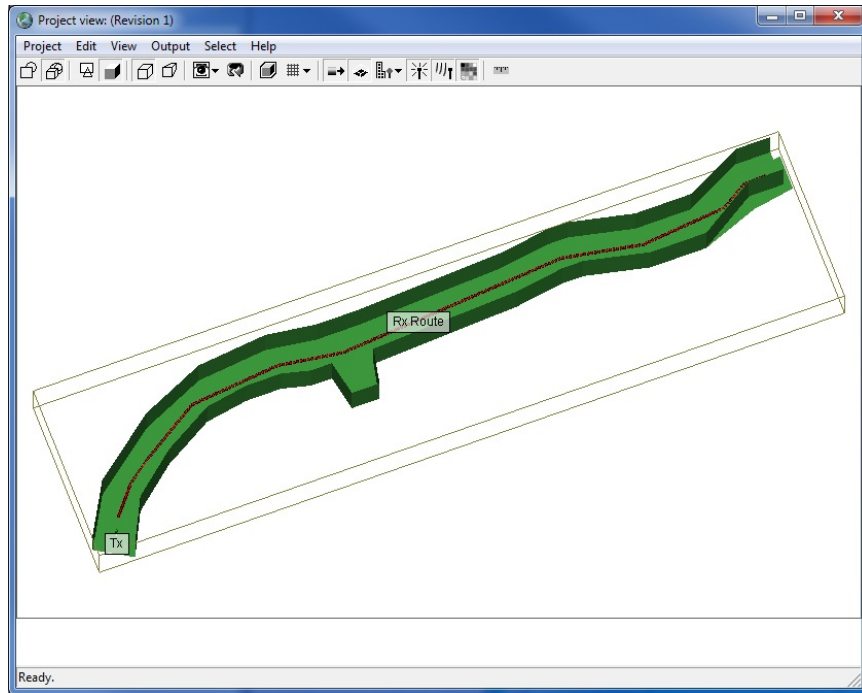 Project view: (Revision 1)
Project Edit View Output Select Help
Rx Route
Tx
Ready.